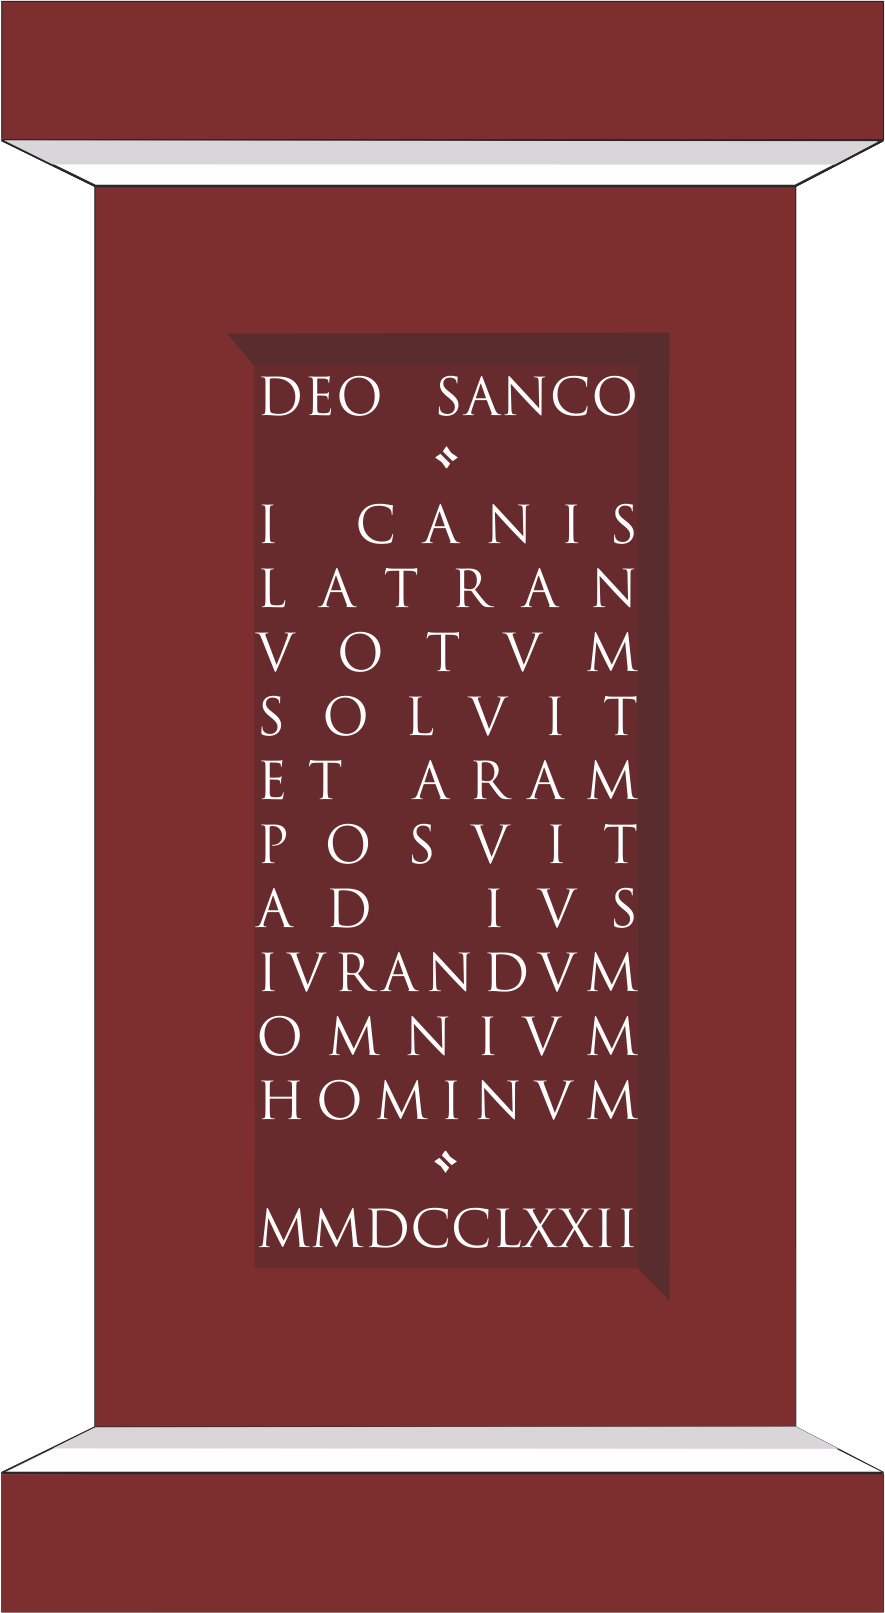 DEO SANCO
I CANIS
LATRAN
VOTVM
SOLVIT
ET ARAM
POSVIT
AD IVS
IVRANDVM
OMNIVM
HOMINVM
MMDCCLXXII